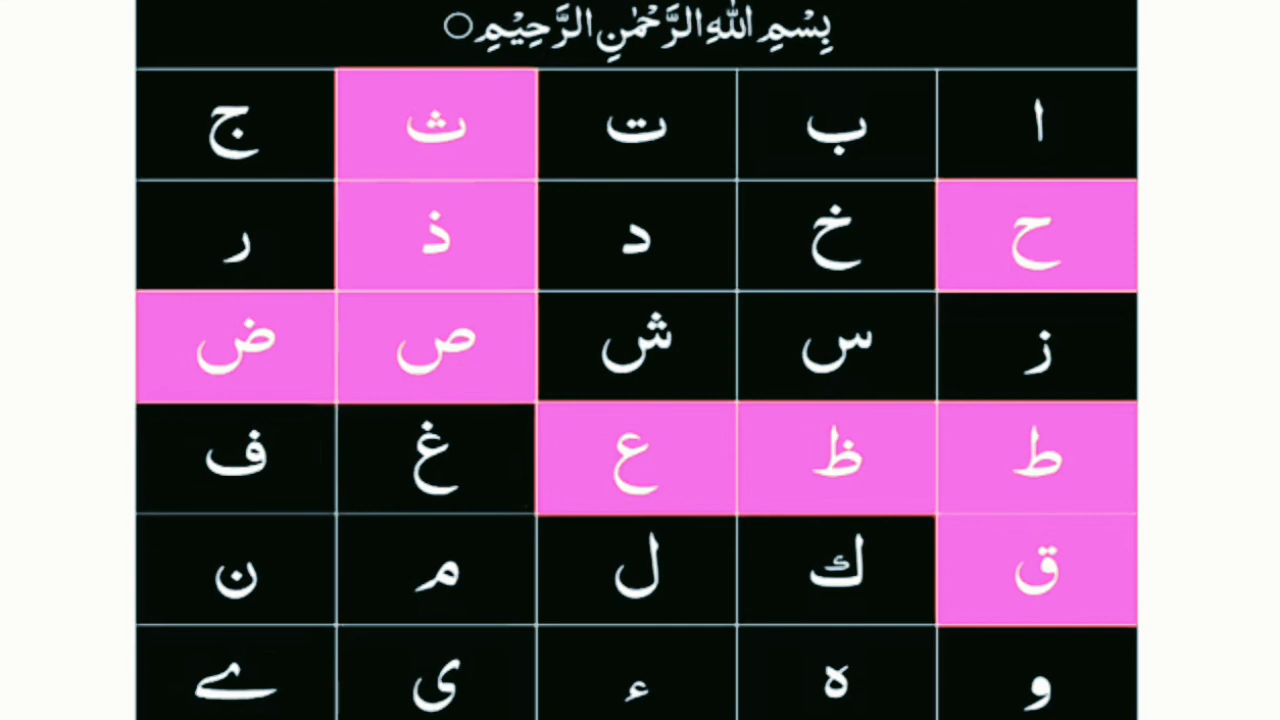 بِسْمِ اللّٰهِ الرَّحْمٰنِ الرَّحِیْمِ○
ا ب ت ث ج
ح خ د ذ ر
ز س ش ص ض
ط ظ ع غ ف
ق ك ل م ن
و ہ ء ی ے